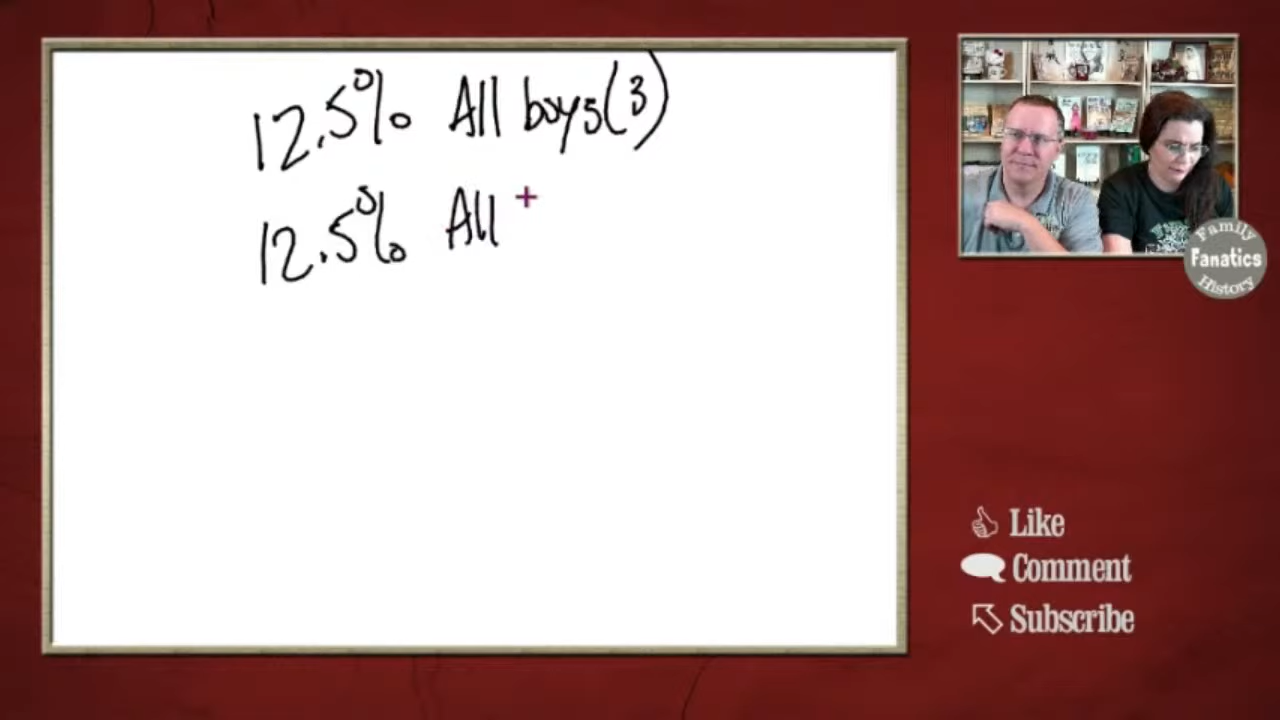 12.5% All boys (3)
12.5% All
Family
Fanatics
History
Like
Comment
Subscribe